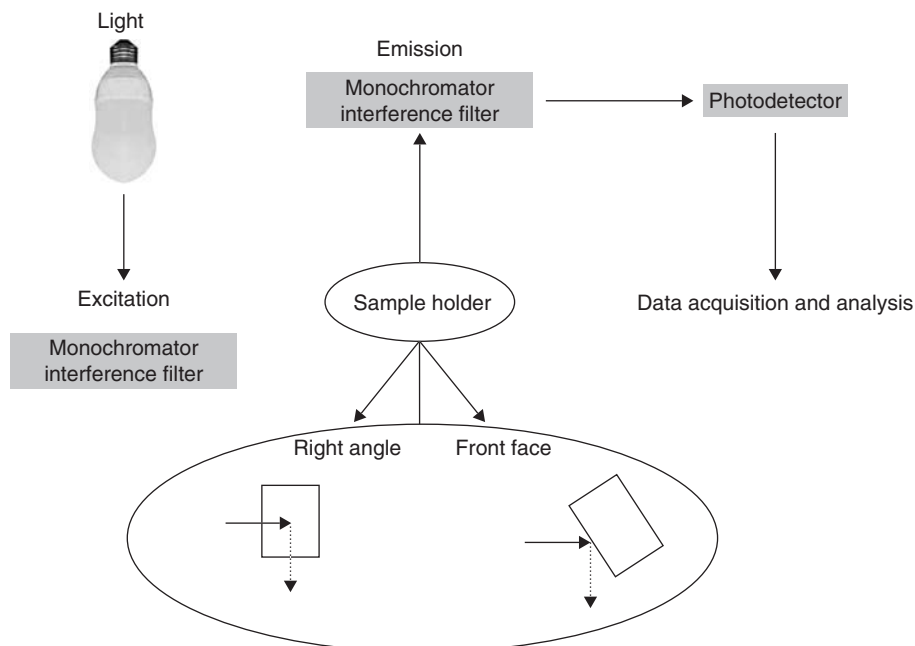 Light
Emission
Monochromator
interference filter
Photodetector
Excitation
Sample holder
Data acquisition and analysis
Monochromator
interference filter
Right angle
Front face